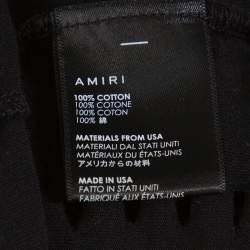 AMIRI
100% COTTON
100% COTONE
100% COTON
100% 綿
MATERIALS FROM USA
MATERIALI DAL STATI UNITI
MATÉRIAUX DU ÉTATS-UNIS
アメリカからの材料
MADE IN USA
FATTO IN STATI UNITI
FABRIQUÉ AUX ÉTATS-UNIS